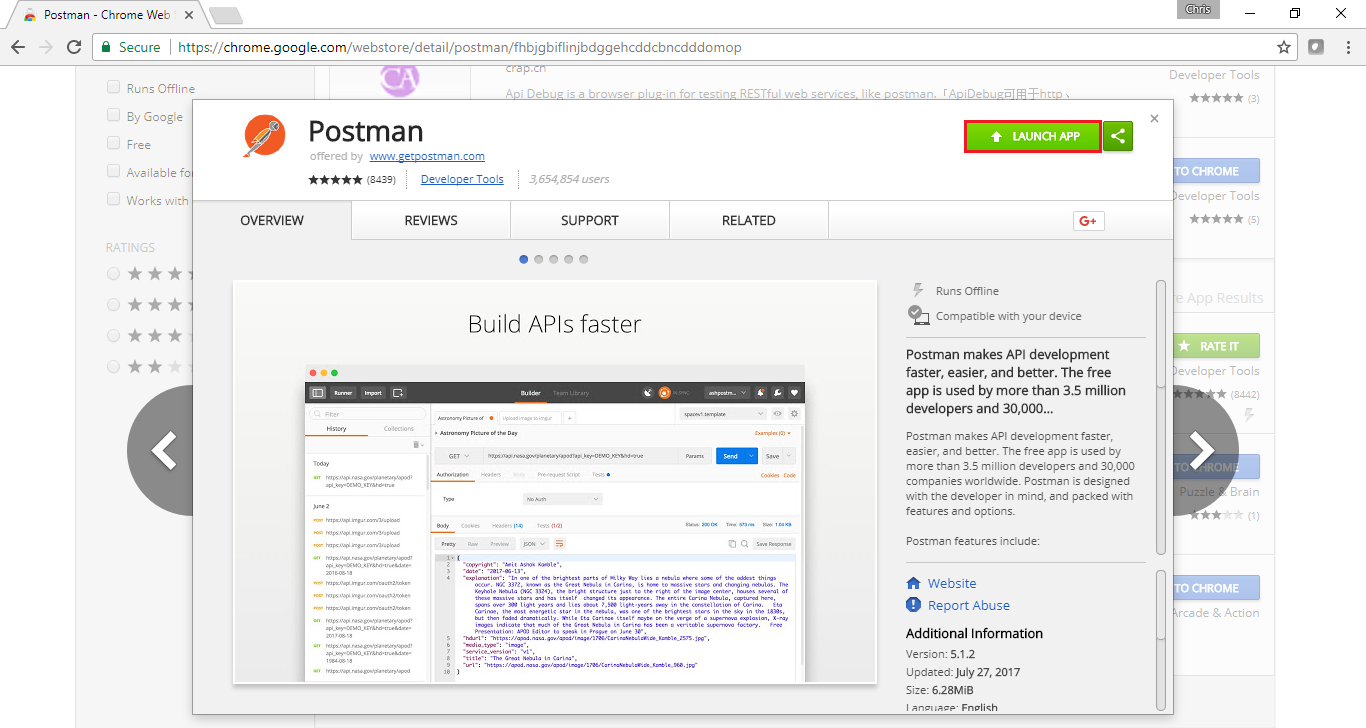 Postman - Chrome Web
Chris
Secure
https://chrome.google.com/webstore/detail/postman/fhbjgbiflinjbdggehcddcbncdddomop
Runs Offline
By Google
Free
Available fo
Works with
RATINGS
CA
crap.cn
Api Debug is a browser plug-in for testing RESTful web services, like postman.「ApiDebug可用于http、
Developer Tools
(3)
TO CHROME
Developer Tools
(5)
re App Results
RATE IT
Developer Tools
(8442)
TO CHROME
Puzzle & Brain
(1)
TO CHROME
Arcade & Action
Postman
offered by www.getpostman.com
(8439)
Developer Tools
3,654,854 users
LAUNCH APP
OVERVIEW
REVIEWS
SUPPORT
RELATED
G+
Build APIs faster
Runner
Import
Builder
Team Library
IN SYNC
ashpostm...
Filter
History
Collections
Today
GET https://api.nasa.gov/planetary/apod?
api_key=DEMO_KEY&hd=true
June 2
POST https://api.imgur.com/3/upload
POST https://api.imgur.com/3/upload
POST https://api.imgur.com/3/upload
GET https://api.nasa.gov/planetary/apod?
api_key=DEMO_KEY&hd=true&date=
2016-08-18
POST https://api.imgur.com/oauth2/token
POST https://api.imgur.com/oauth2/token
POST https://api.imgur.com/oauth2/token
GET https://api.nasa.gov/planetary/apod?
api_key=DEMO_KEY&hd=true&date=
2017-08-18
GET https://api.nasa.gov/planetary/apod?
api_key=DEMO_KEY&hd=true&date=
1984-08-18
GET https://api.nasa.gov/planetary/apod?
Astronomy Picture of
Upload image to imgur
+
spacev1.template
Astronomy Picture of the Day
Examples (0)
GET
https://api.nasa.gov/planetary/apod?api_key=DEMO_KEY&hd=true
Params
Send
Save
Authorization
Headers
Body
Pre-request Script
Tests
Cookies
Code
Type
No Auth
Body
Cookies
Headers (14)
Tests (1/2)
Status: 200 OK
Time: 573 ms
Size: 1.04 KB
Pretty
Raw
Preview
JSON
Save Response
1 {
2 "copyright": "Amit Ashok Kamble",
3 "date": "2017-06-13",
4 "explanation": "In one of the brightest parts of Milky Way lies a nebula where some of the oddest things
occur. NGC 3372, known as the Great Nebula in Carina, is home to massive stars and changing nebulas. The
Keyhole Nebula (NGC 3324), the bright structure just to the right of the image center, houses several of
these massive stars and has itself changed its appearance. The entire Carina Nebula, captured here,
spans over 300 light years and lies about 7,500 light-years away in the constellation of Carina. Eta
Carinae, the most energetic star in the nebula, was one of the brightest stars in the sky in the 1830s,
but then faded dramatically. While Eta Carinae itself maybe on the verge of a supernova explosion, X-ray
images indicate that much of the Great Nebula in Carina has been a veritable supernova factory. Free
Presentation: APOD Editor to speak in Prague on June 30",
5 "hdurl": "https://apod.nasa.gov/apod/image/1706/CarinaNebulaWide_Kamble_2575.jpg",
6 "media_type": "image",
7 "service_version": "v1",
8 "title": "The Great Nebula in Carina",
9 "url": "https://apod.nasa.gov/apod/image/1706/CarinaNebulaWide_Kamble_960.jpg"
10 }
Runs Offline
Compatible with your device
Postman makes API development
faster, easier, and better. The free
app is used by more than 3.5 million
developers and 30,000...
Postman makes API development faster,
easier, and better. The free app is used by
more than 3.5 million developers and 30,000
companies worldwide. Postman is designed
with the developer in mind, and packed with
features and options.
Postman features include:
Website
Report Abuse
Additional Information
Version: 5.1.2
Updated: July 27, 2017
Size: 6.28MiB
Language: English